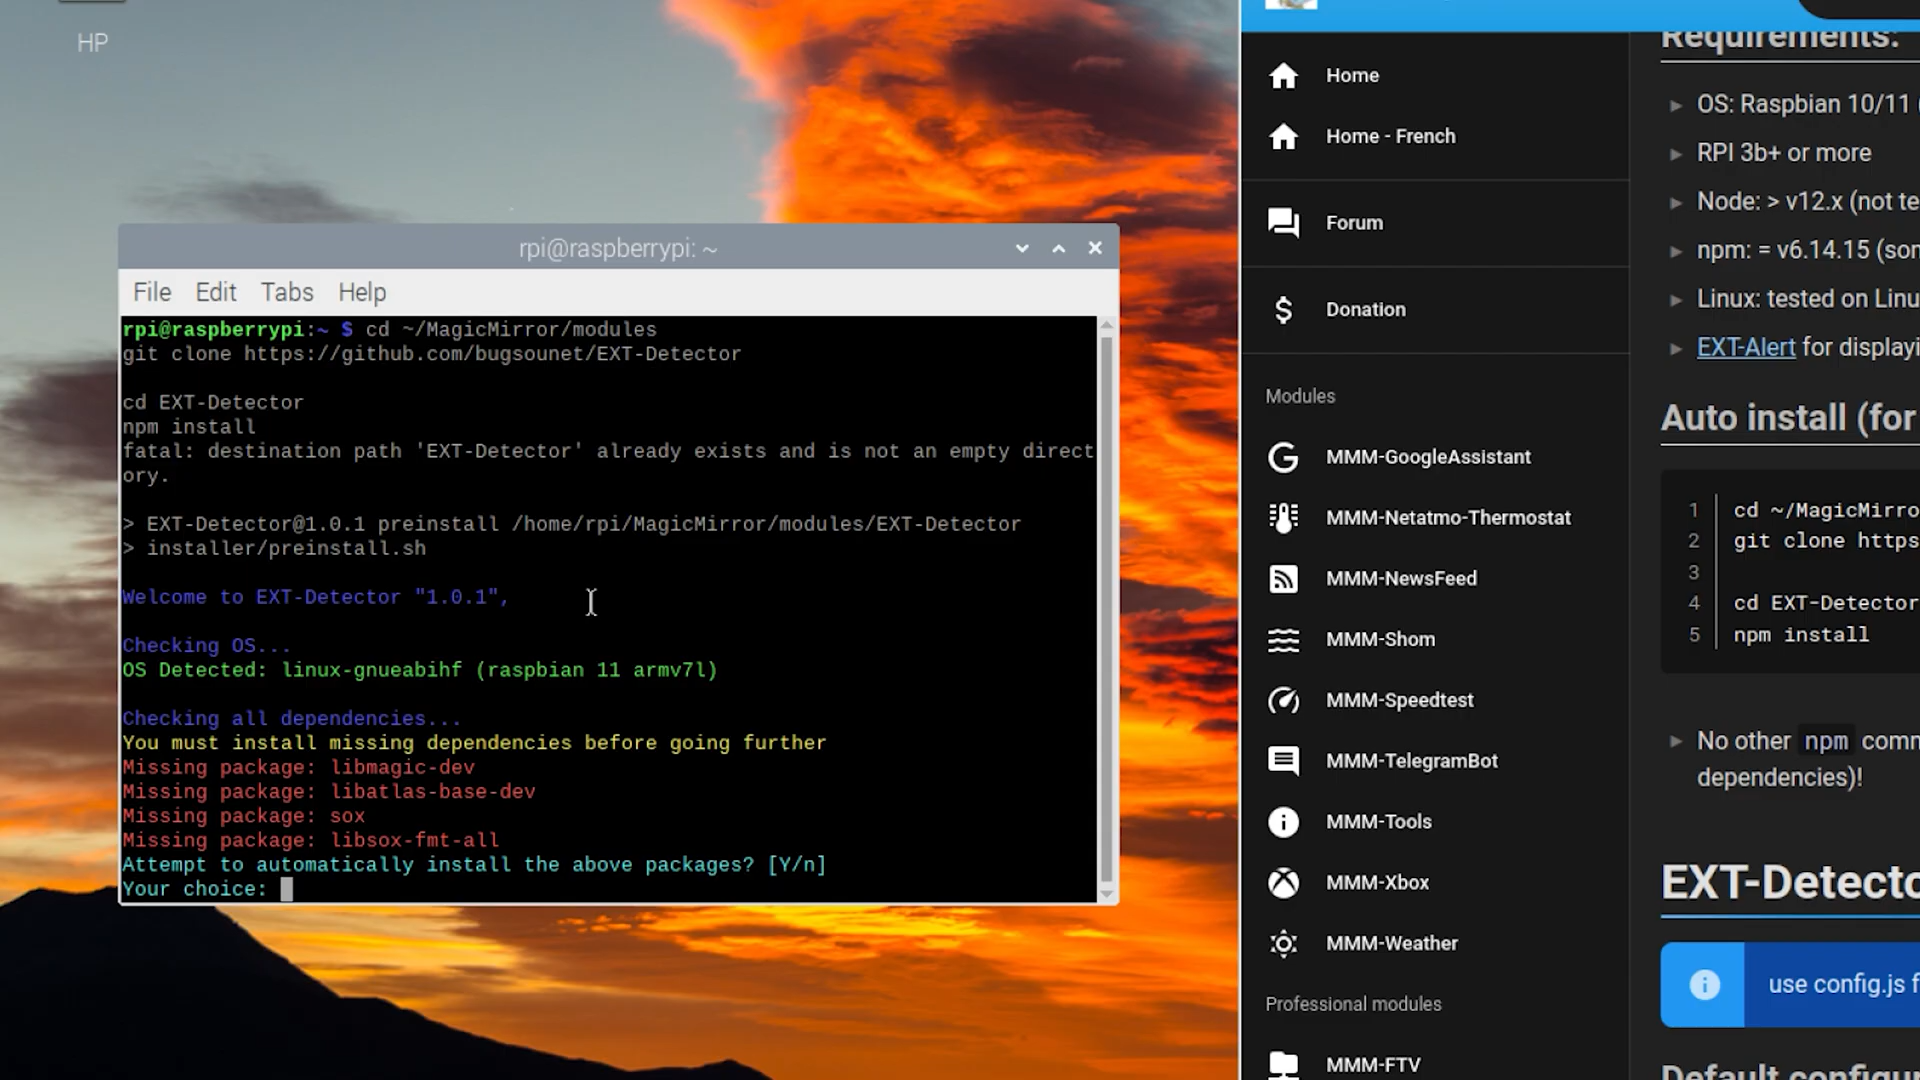 HP
rpi@raspberrypi: ~
File Edit Tabs Help
rpi@raspberrypi:~ $ cd ~/MagicMirror/modules
git clone https://github.com/bugsounet/EXT-Detector
cd EXT-Detector
npm install
fatal: destination path 'EXT-Detector' already exists and is not an empty direct
ory.
> EXT-Detector@1.0.1 preinstall /home/rpi/MagicMirror/modules/EXT-Detector
> installer/preinstall.sh
Welcome to EXT-Detector "1.0.1",
Checking OS...
OS Detected: linux-gnueabihf (raspbian 11 armv7l)
Checking all dependencies...
You must install missing dependencies before going further
Missing package: libmagic-dev
Missing package: libatlas-base-dev
Missing package: sox
Missing package: libsox-fmt-all
Attempt to automatically install the above packages? [Y/n]
Your choice:
Home
Home - French
Forum
Donation
Modules
MMM-GoogleAssistant
MMM-Netatmo-Thermostat
MMM-NewsFeed
MMM-Shom
MMM-Speedtest
MMM-TelegramBot
MMM-Tools
MMM-Xbox
MMM-Weather
Professional modules
MMM-FTV
Requirements:
OS: Raspbian 10/11 (
RPI 3b+ or more
Node: > v12.x (not te
npm: = v6.14.15 (som
Linux: tested on Linu
EXT-Alert for displayi
Auto install (for
1 cd ~/MagicMirro
2 git clone https
3
4 cd EXT-Detector
5 npm install
No other npm comm
dependencies)!
EXT-Detecto
use config.js f
Default configur